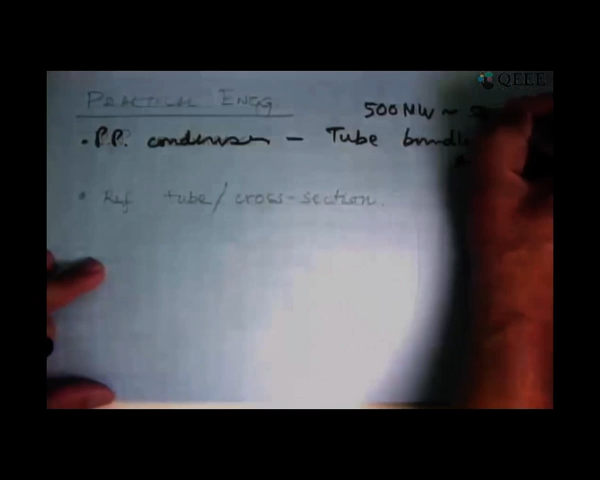 QEEE
PRACTICAL ENGG
500 MW ~
• P.P. condenser - Tube
• Ref tube/cross-section.